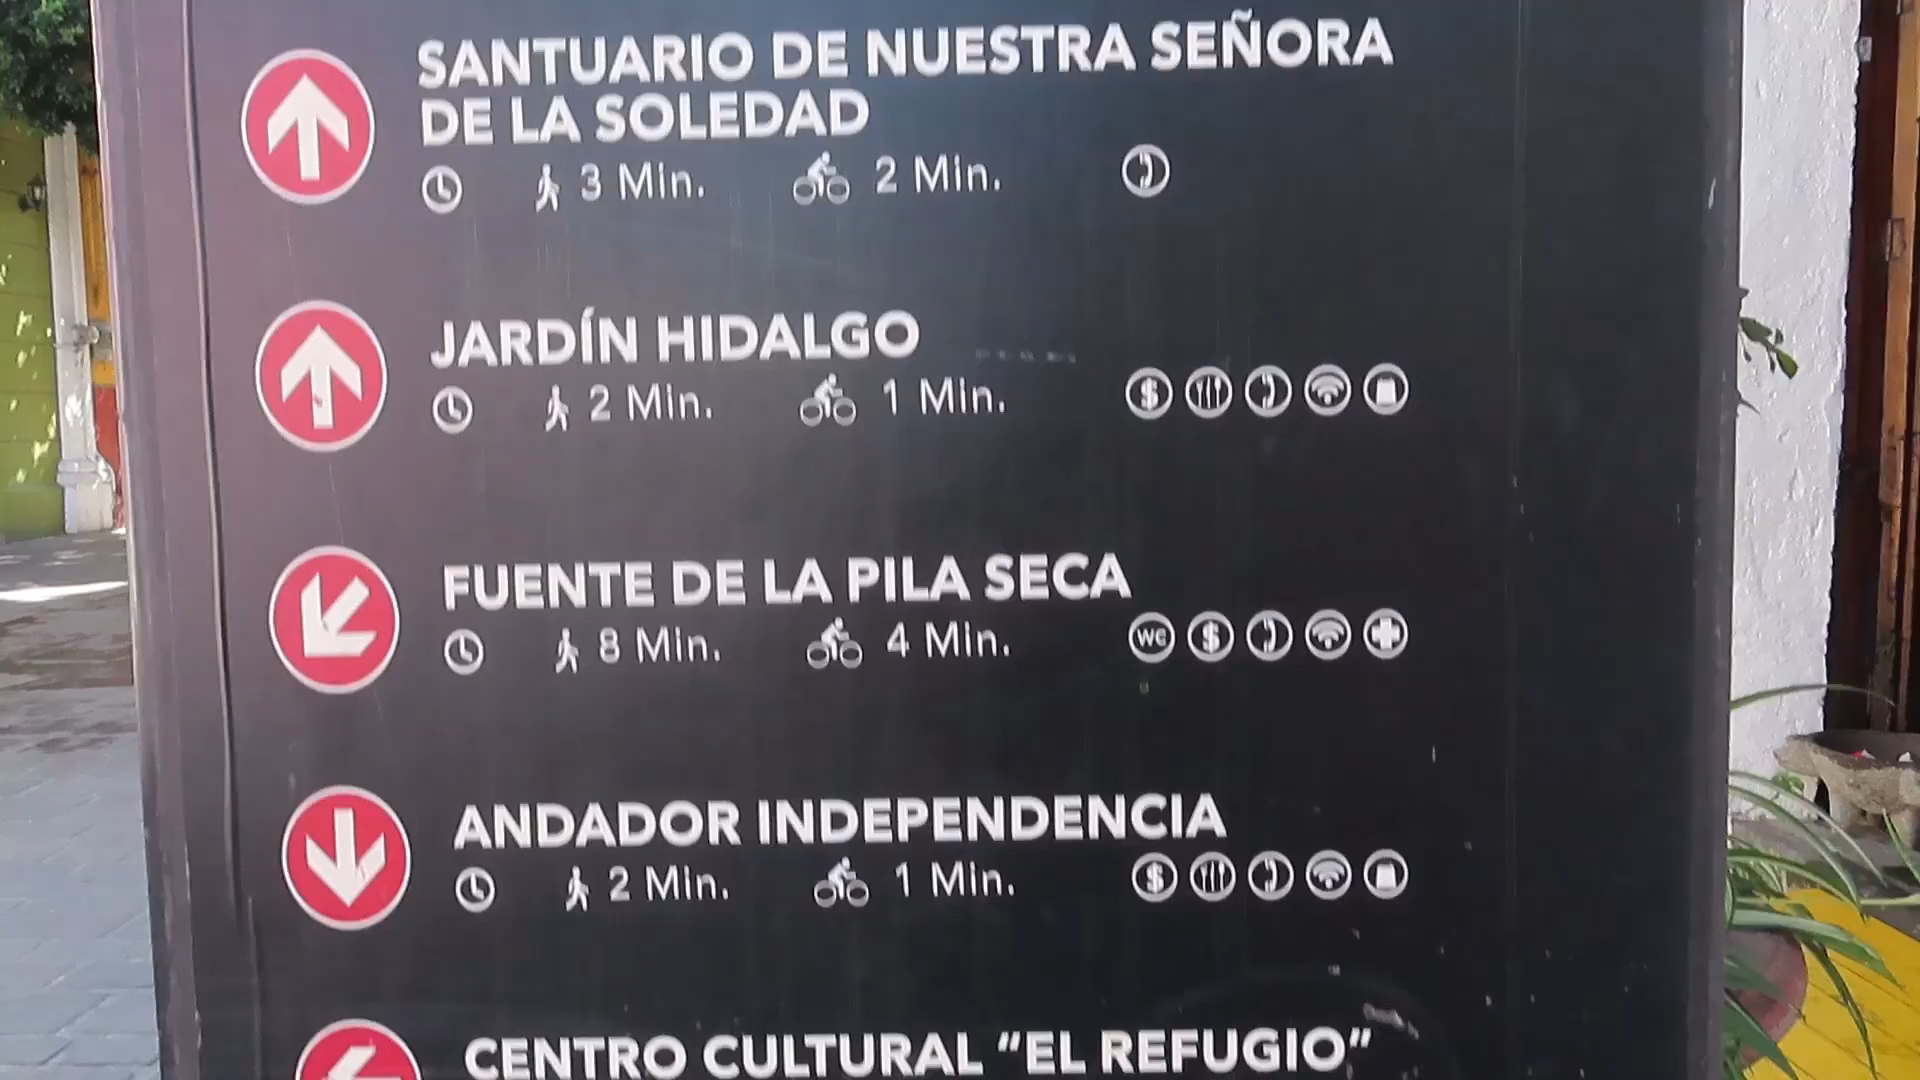 SANTUARIO DE NUESTRA SEÑORA
DE LA SOLEDAD
3 Min. 2 Min.
JARDÍN HIDALGO
2 Min. 1 Min. $
FUENTE DE LA PILA SECA
8 Min. 4 Min. WC $
ANDADOR INDEPENDENCIA
2 Min. 1 Min. $
CENTRO CULTURAL “EL REFUGIO”